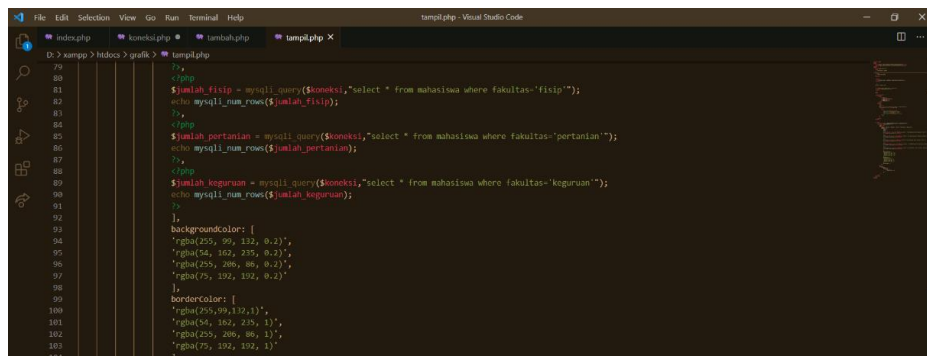 File Edit Selection View Go Run Terminal Help tampil.php - Visual Studio Code
index.php koneksi.php tambah.php tampil.php
D: > xampp > htdocs > grafik > tampil.php
79 ?>,
80 <?php
81 $jumlah_fisip = mysqli_query($koneksi,"select * from mahasiswa where fakultas='fisip'");
82 echo mysqli_num_rows($jumlah_fisip);
83 ?>,
84 <?php
85 $jumlah_pertanian = mysqli_query($koneksi,"select * from mahasiswa where fakultas='pertanian'");
86 echo mysqli_num_rows($jumlah_pertanian);
87 ?>,
88 <?php
89 $jumlah_keguruan = mysqli_query($koneksi,"select * from mahasiswa where fakultas='keguruan'");
90 echo mysqli_num_rows($jumlah_keguruan);
91 ?>
92 ],
93 backgroundColor: [
94 'rgba(255, 99, 132, 0.2)',
95 'rgba(54, 162, 235, 0.2)',
96 'rgba(255, 206, 86, 0.2)',
97 'rgba(75, 192, 192, 0.2)'
98 ],
99 borderColor: [
100 'rgba(255,99,132,1)',
101 'rgba(54, 162, 235, 1)',
102 'rgba(255, 206, 86, 1)',
103 'rgba(75, 192, 192, 1)'